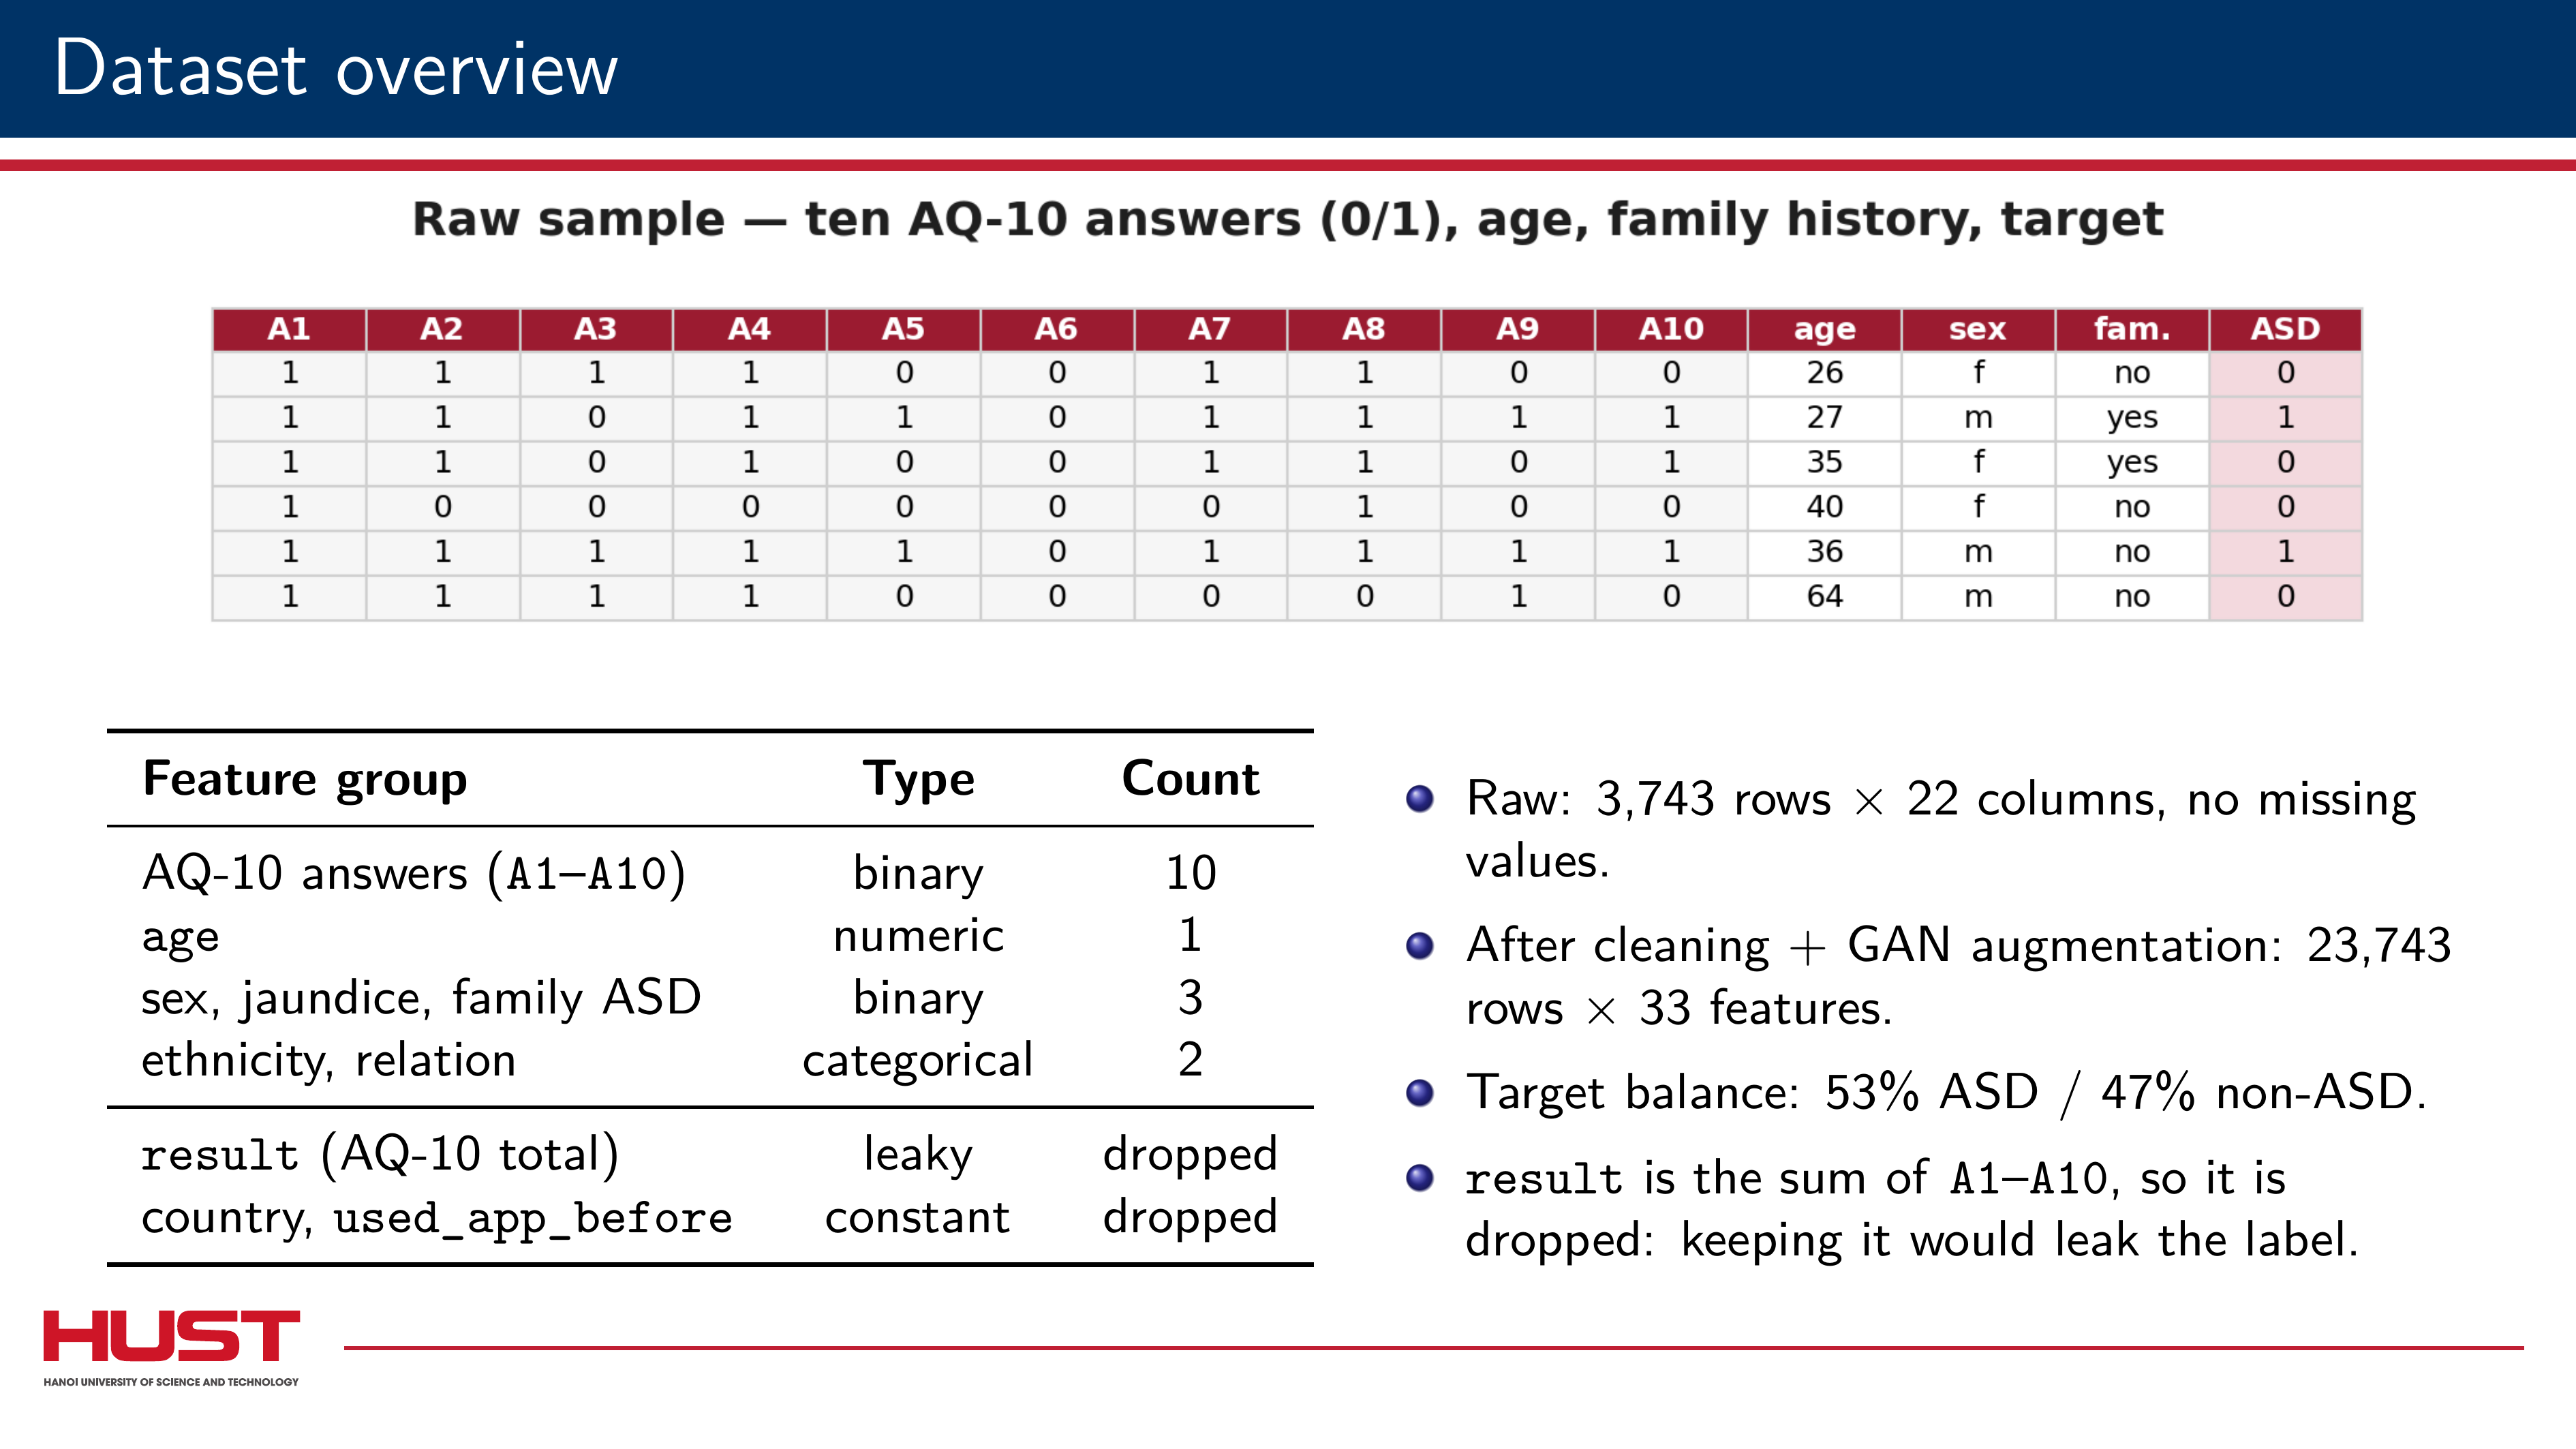 Dataset overview
Raw sample — ten AQ-10 answers (0/1), age, family history, target
A1 A2 A3 A4 A5 A6 A7 A8 A9 A10 age sex fam. ASD
1 1 1 1 0 0 1 1 0 0 26 f no 0
1 1 0 1 1 0 1 1 1 1 27 m yes 1
1 1 0 1 0 0 1 1 0 1 35 f yes 0
1 0 0 0 0 0 0 1 0 0 40 f no 0
1 1 1 1 1 0 1 1 1 1 36 m no 1
1 1 1 1 0 0 0 0 1 0 64 m no 0
Feature group Type Count
AQ-10 answers (A1–A10) binary 10
age numeric 1
sex, jaundice, family ASD binary 3
ethnicity, relation categorical 2
result (AQ-10 total) leaky dropped
country, used_app_before constant dropped
Raw: 3,743 rows × 22 columns, no missing
values.
After cleaning + GAN augmentation: 23,743
rows × 33 features.
Target balance: 53% ASD / 47% non-ASD.
result is the sum of A1–A10, so it is
dropped: keeping it would leak the label.
HUST
HANOI UNIVERSITY OF SCIENCE AND TECHNOLOGY